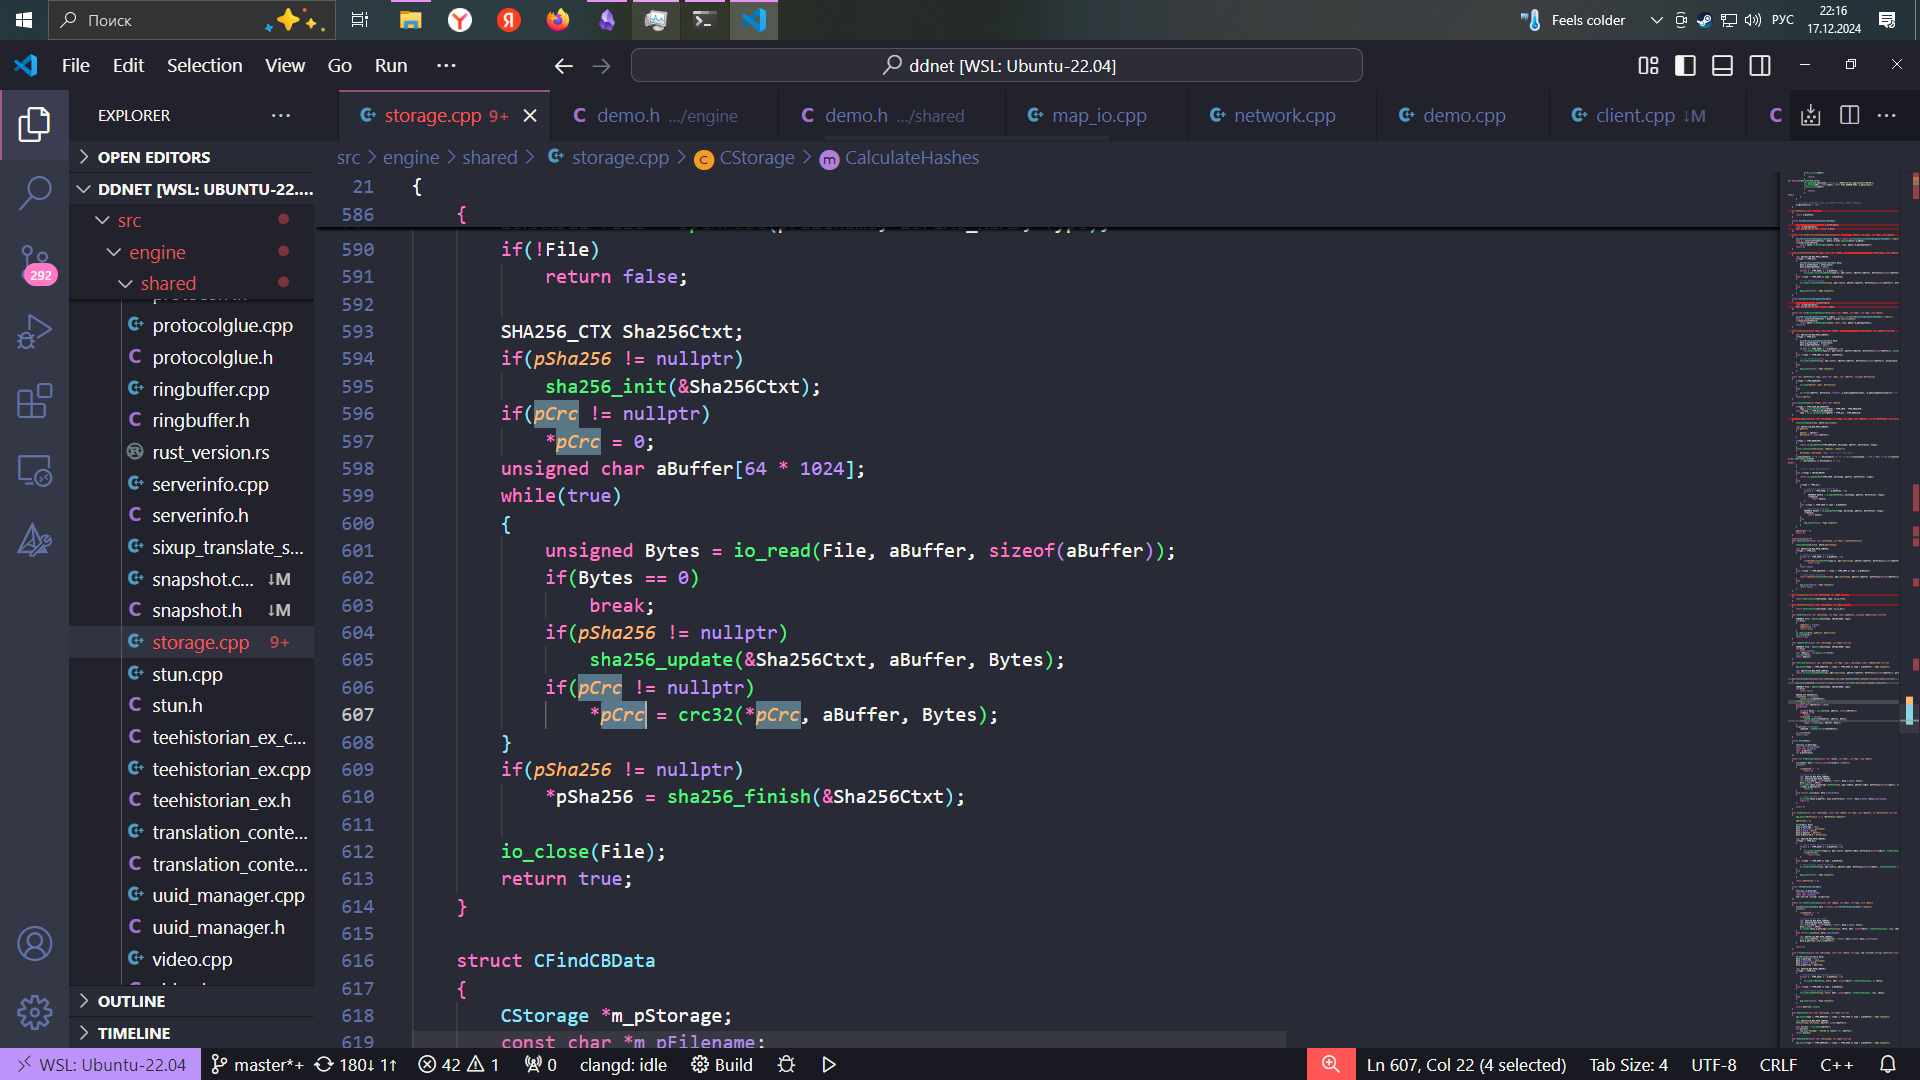 Поиск
Feels colder
РУС
22:16
17.12.2024
File Edit Selection View Go Run ···
ddnet [WSL: Ubuntu-22.04]
EXPLORER ···
storage.cpp 9+
demo.h .../engine
demo.h .../shared
map_io.cpp
network.cpp
demo.cpp
client.cpp ↓M
OPEN EDITORS
DDNET [WSL: UBUNTU-22....
src
engine
shared
protocolglue.cpp
protocolglue.h
ringbuffer.cpp
ringbuffer.h
rust_version.rs
serverinfo.cpp
serverinfo.h
sixup_translate_s...
snapshot.c... ↓M
snapshot.h ↓M
storage.cpp 9+
stun.cpp
stun.h
teehistorian_ex_c...
teehistorian_ex.cpp
teehistorian_ex.h
translation_conte...
translation_conte...
uuid_manager.cpp
uuid_manager.h
video.cpp
OUTLINE
TIMELINE
292
src > engine > shared > storage.cpp > CStorage > CalculateHashes
21 {
586 {
590 if(!File)
591 return false;
592
593 SHA256_CTX Sha256Ctxt;
594 if(pSha256 != nullptr)
595 sha256_init(&Sha256Ctxt);
596 if(pCrc != nullptr)
597 *pCrc = 0;
598 unsigned char aBuffer[64 * 1024];
599 while(true)
600 {
601 unsigned Bytes = io_read(File, aBuffer, sizeof(aBuffer));
602 if(Bytes == 0)
603 break;
604 if(pSha256 != nullptr)
605 sha256_update(&Sha256Ctxt, aBuffer, Bytes);
606 if(pCrc != nullptr)
607 *pCrc = crc32(*pCrc, aBuffer, Bytes);
608 }
609 if(pSha256 != nullptr)
610 *pSha256 = sha256_finish(&Sha256Ctxt);
611
612 io_close(File);
613 return true;
614 }
615
616 struct CFindCBData
617 {
618 CStorage *m_pStorage;
619 const char *m_pFilename;
WSL: Ubuntu-22.04 master*+ 180↓ 1↑ 42 1 0 clangd: idle Build
Ln 607, Col 22 (4 selected) Tab Size: 4 UTF-8 CRLF C++